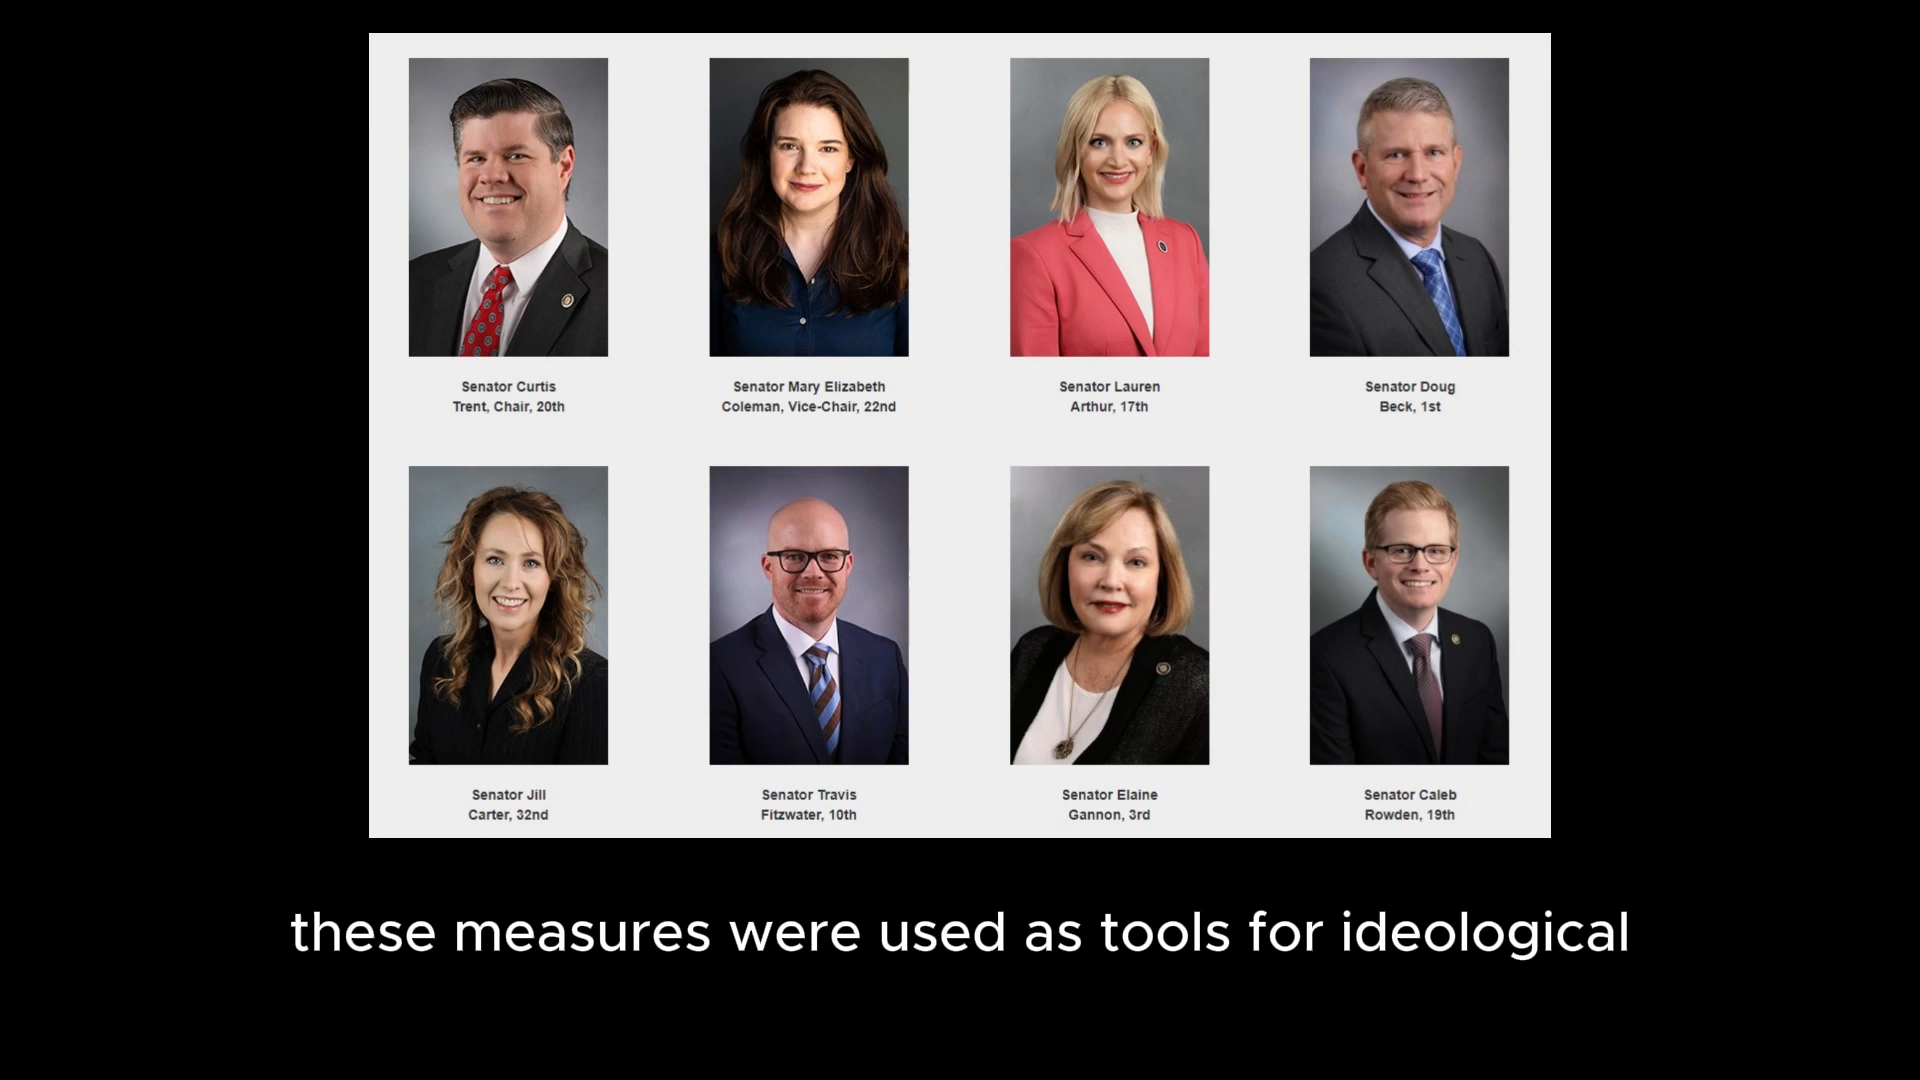 Senator Curtis
Trent, Chair, 20th
Senator Mary Elizabeth
Coleman, Vice-Chair, 22nd
Senator Lauren
Arthur, 17th
Senator Doug
Beck, 1st
Senator Jill
Carter, 32nd
Senator Travis
Fitzwater, 10th
Senator Elaine
Gannon, 3rd
Senator Caleb
Rowden, 19th
these measures were used as tools for ideological